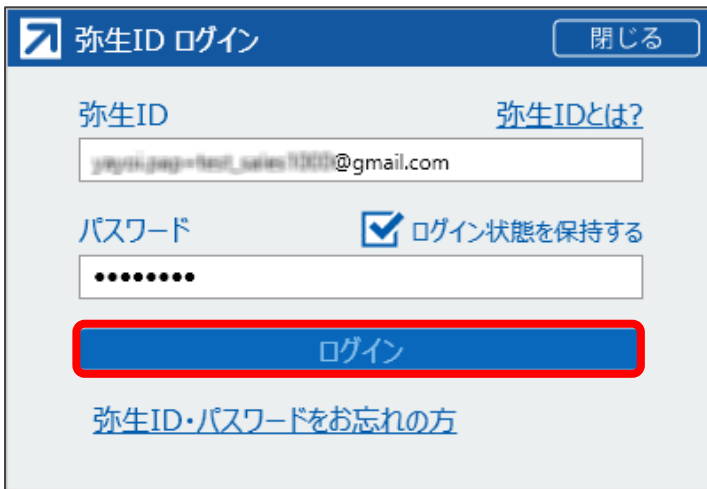 弥生ID ログイン 閉じる
弥生ID 弥生IDとは?
@gmail.com
パスワード ログイン状態を保持する
••••••••
ログイン
弥生ID・パスワードをお忘れの方